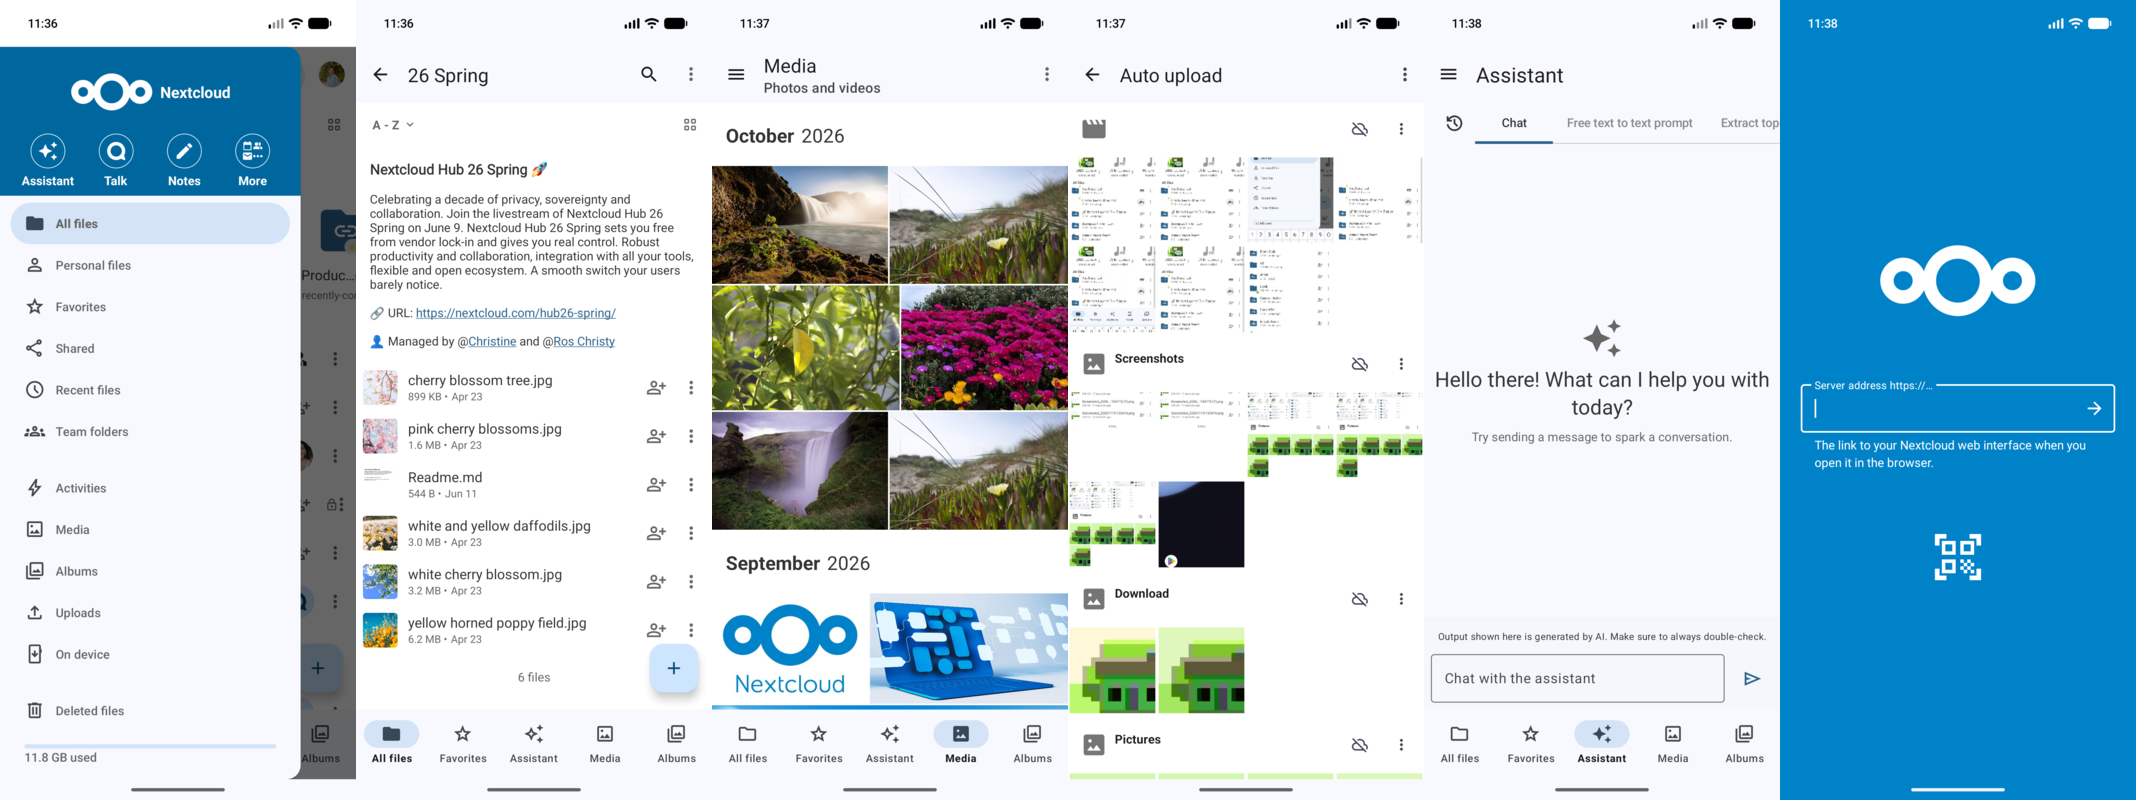 11:36
Nextcloud
Assistant
Talk
Notes
More
All files
Personal files
Favorites
Shared
Recent files
Team folders
Activities
Media
Albums
Uploads
On device
Deleted files
11.8 GB used
Produc...
recently-co
Albums
11:36
26 Spring
A - Z
Nextcloud Hub 26 Spring 🚀
Celebrating a decade of privacy, sovereignty and
collaboration. Join the livestream of Nextcloud Hub 26
Spring on June 9. Nextcloud Hub 26 Spring sets you free
from vendor lock-in and gives you real control. Robust
productivity and collaboration, integration with all your tools,
flexible and open ecosystem. A smooth switch your users
barely notice.
🔗 URL: https://nextcloud.com/hub26-spring/
👤 Managed by @Christine and @Ros Christy
cherry blossom tree.jpg
899 KB • Apr 23
pink cherry blossoms.jpg
1.6 MB • Apr 23
Readme.md
544 B • Jun 11
white and yellow daffodils.jpg
3.0 MB • Apr 23
white cherry blossom.jpg
3.2 MB • Apr 23
yellow horned poppy field.jpg
6.2 MB • Apr 23
6 files
All files
Favorites
Assistant
Media
Albums
11:37
Media
Photos and videos
October 2026
September 2026
Nextcloud
All files
Favorites
Assistant
Media
Albums
11:37
Auto upload
Screenshots
Download
Pictures
11:38
Assistant
Chat
Free text to text prompt
Extract top
Hello there! What can I help you with
today?
Try sending a message to spark a conversation.
Output shown here is generated by AI. Make sure to always double-check.
Chat with the assistant
All files
Favorites
Assistant
Media
Albums
11:38
Server address https://...
The link to your Nextcloud web interface when you
open it in the browser.